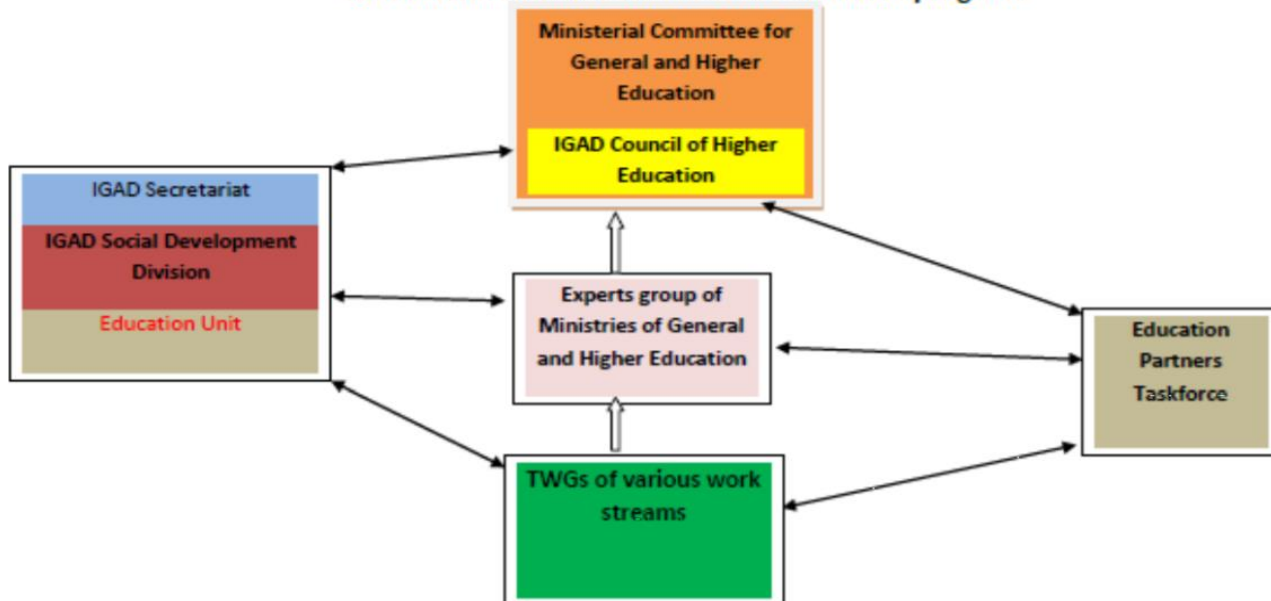 Ministerial Committee for
General and Higher
Education
IGAD Council of Higher
Education
IGAD Secretariat
IGAD Social Development
Division
Education Unit
Experts group of
Ministries of General
and Higher Education
Education
Partners
Taskforce
TWGs of various work
streams